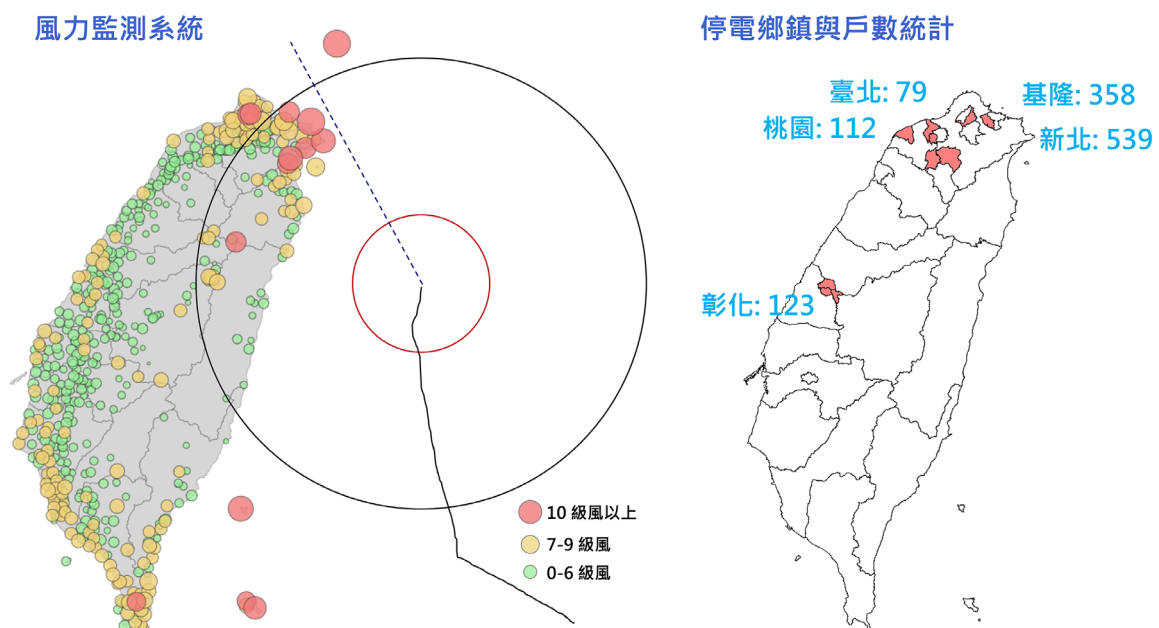 風力監測系統
停電鄉鎮與戶數統計
臺北: 79
基隆: 358
桃園: 112
新北: 539
彰化: 123
10 級風以上
7-9 級風
0-6 級風